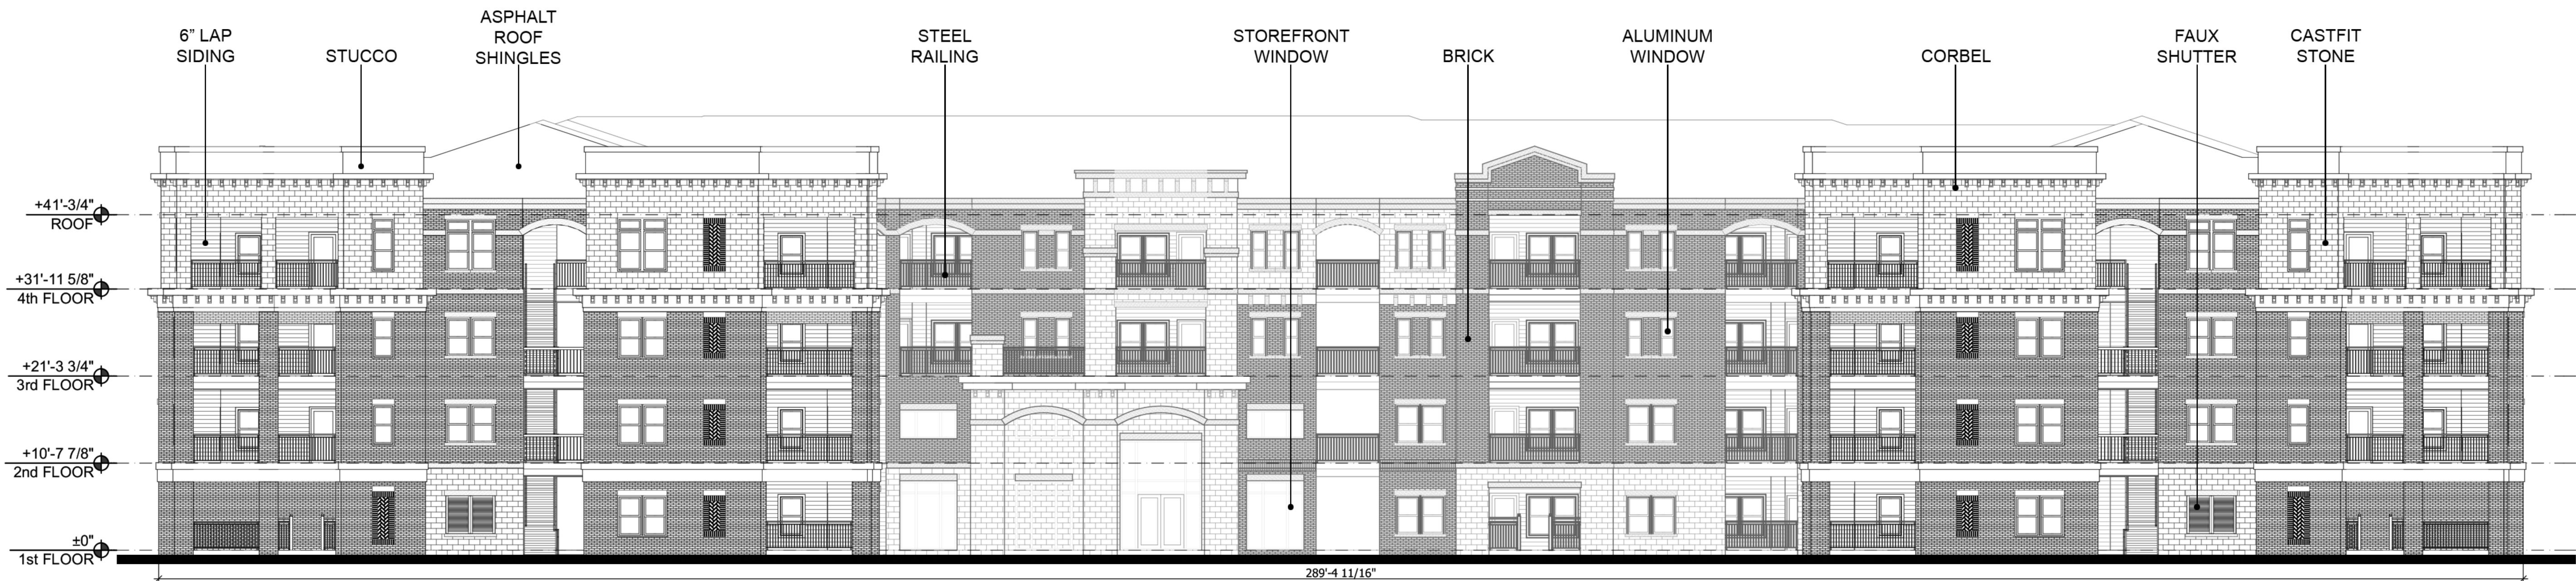 6” LAP
SIDING
STUCCO
ASPHALT
ROOF
SHINGLES
STEEL
RAILING
STOREFRONT
WINDOW
BRICK
ALUMINUM
WINDOW
CORBEL
FAUX
SHUTTER
CASTFIT
STONE
+41'-3/4"
ROOF
+31'-11 5/8"
4th FLOOR
+21'-3 3/4"
3rd FLOOR
+10'-7 7/8"
2nd FLOOR
±0"
1st FLOOR
289'-4 11/16"